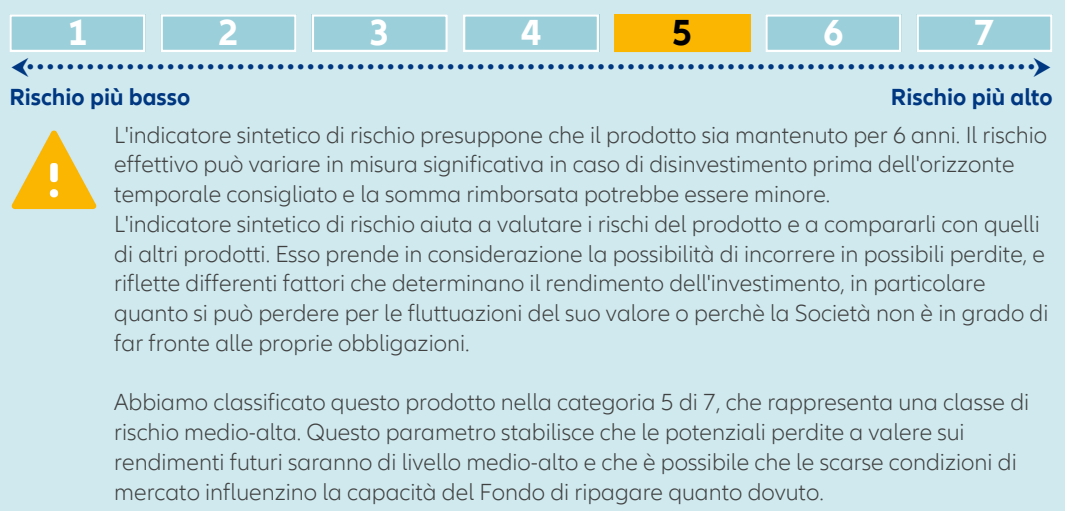 1 2 3 4 5 6 7
Rischio più basso Rischio più alto
L'indicatore sintetico di rischio presuppone che il prodotto sia mantenuto per 6 anni. Il rischio
effettivo può variare in misura significativa in caso di disinvestimento prima dell'orizzonte
temporale consigliato e la somma rimborsata potrebbe essere minore.
L'indicatore sintetico di rischio aiuta a valutare i rischi del prodotto e a compararli con quelli
di altri prodotti. Esso prende in considerazione la possibilità di incorrere in possibili perdite, e
riflette differenti fattori che determinano il rendimento dell'investimento, in particolare
quanto si può perdere per le fluttuazioni del suo valore o perchè la Società non è in grado di
far fronte alle proprie obbligazioni.
Abbiamo classificato questo prodotto nella categoria 5 di 7, che rappresenta una classe di
rischio medio-alta. Questo parametro stabilisce che le potenziali perdite a valere sui
rendimenti futuri saranno di livello medio-alto e che è possibile che le scarse condizioni di
mercato influenzino la capacità del Fondo di ripagare quanto dovuto.